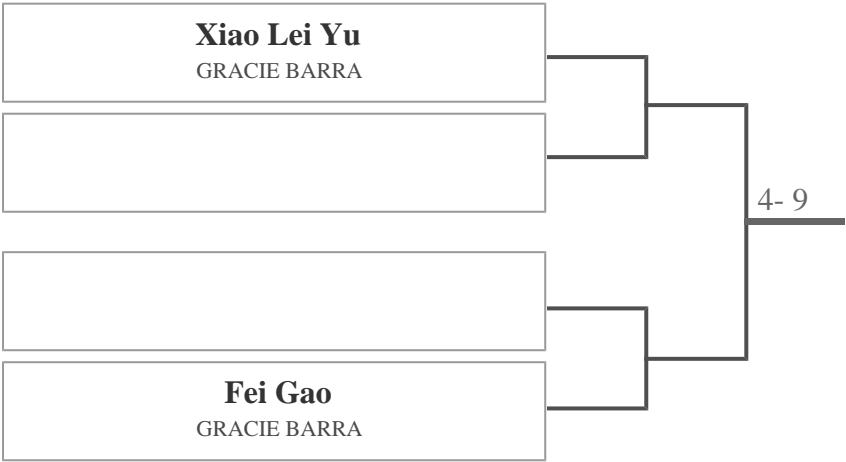 Xiao Lei Yu
GRACIE BARRA
4- 9
Fei Gao
GRACIE BARRA